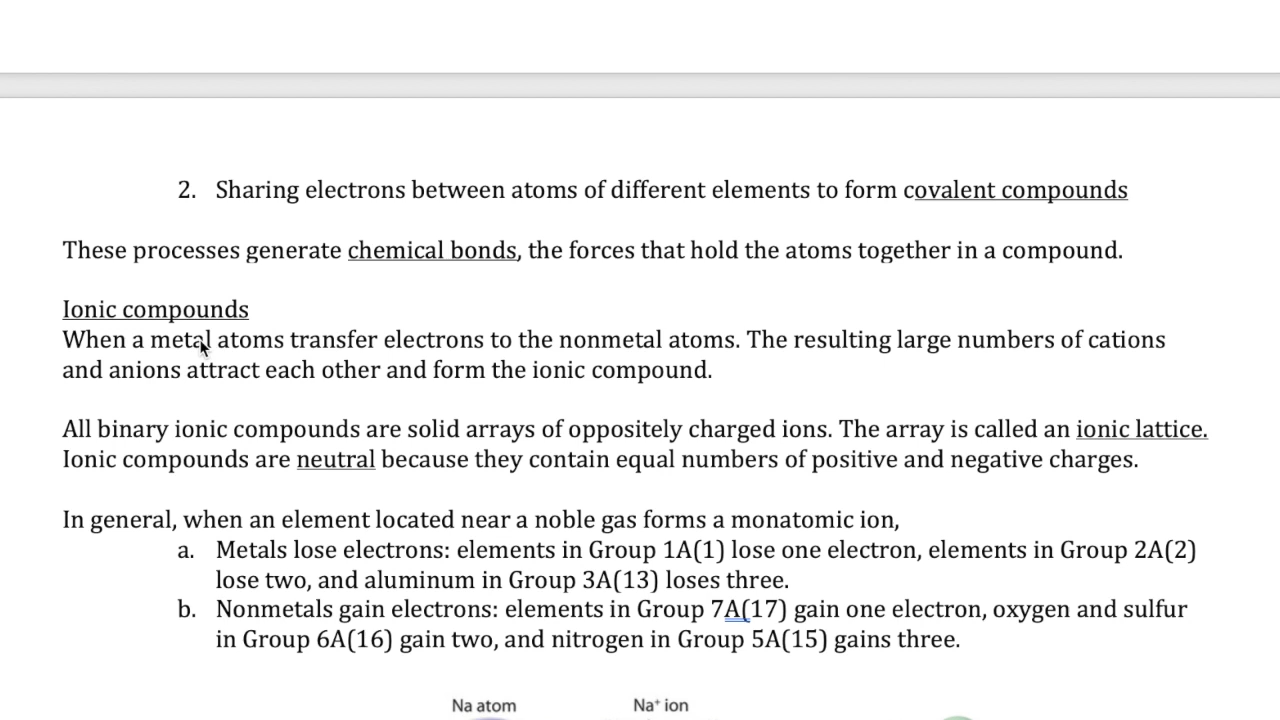 2. Sharing electrons between atoms of different elements to form covalent compounds
These processes generate chemical bonds, the forces that hold the atoms together in a compound.
Ionic compounds
When a metal atoms transfer electrons to the nonmetal atoms. The resulting large numbers of cations
and anions attract each other and form the ionic compound.
All binary ionic compounds are solid arrays of oppositely charged ions. The array is called an ionic lattice.
Ionic compounds are neutral because they contain equal numbers of positive and negative charges.
In general, when an element located near a noble gas forms a monatomic ion,
a. Metals lose electrons: elements in Group 1A(1) lose one electron, elements in Group 2A(2)
lose two, and aluminum in Group 3A(13) loses three.
b. Nonmetals gain electrons: elements in Group 7A(17) gain one electron, oxygen and sulfur
in Group 6A(16) gain two, and nitrogen in Group 5A(15) gains three.
Na atom Na⁺ ion